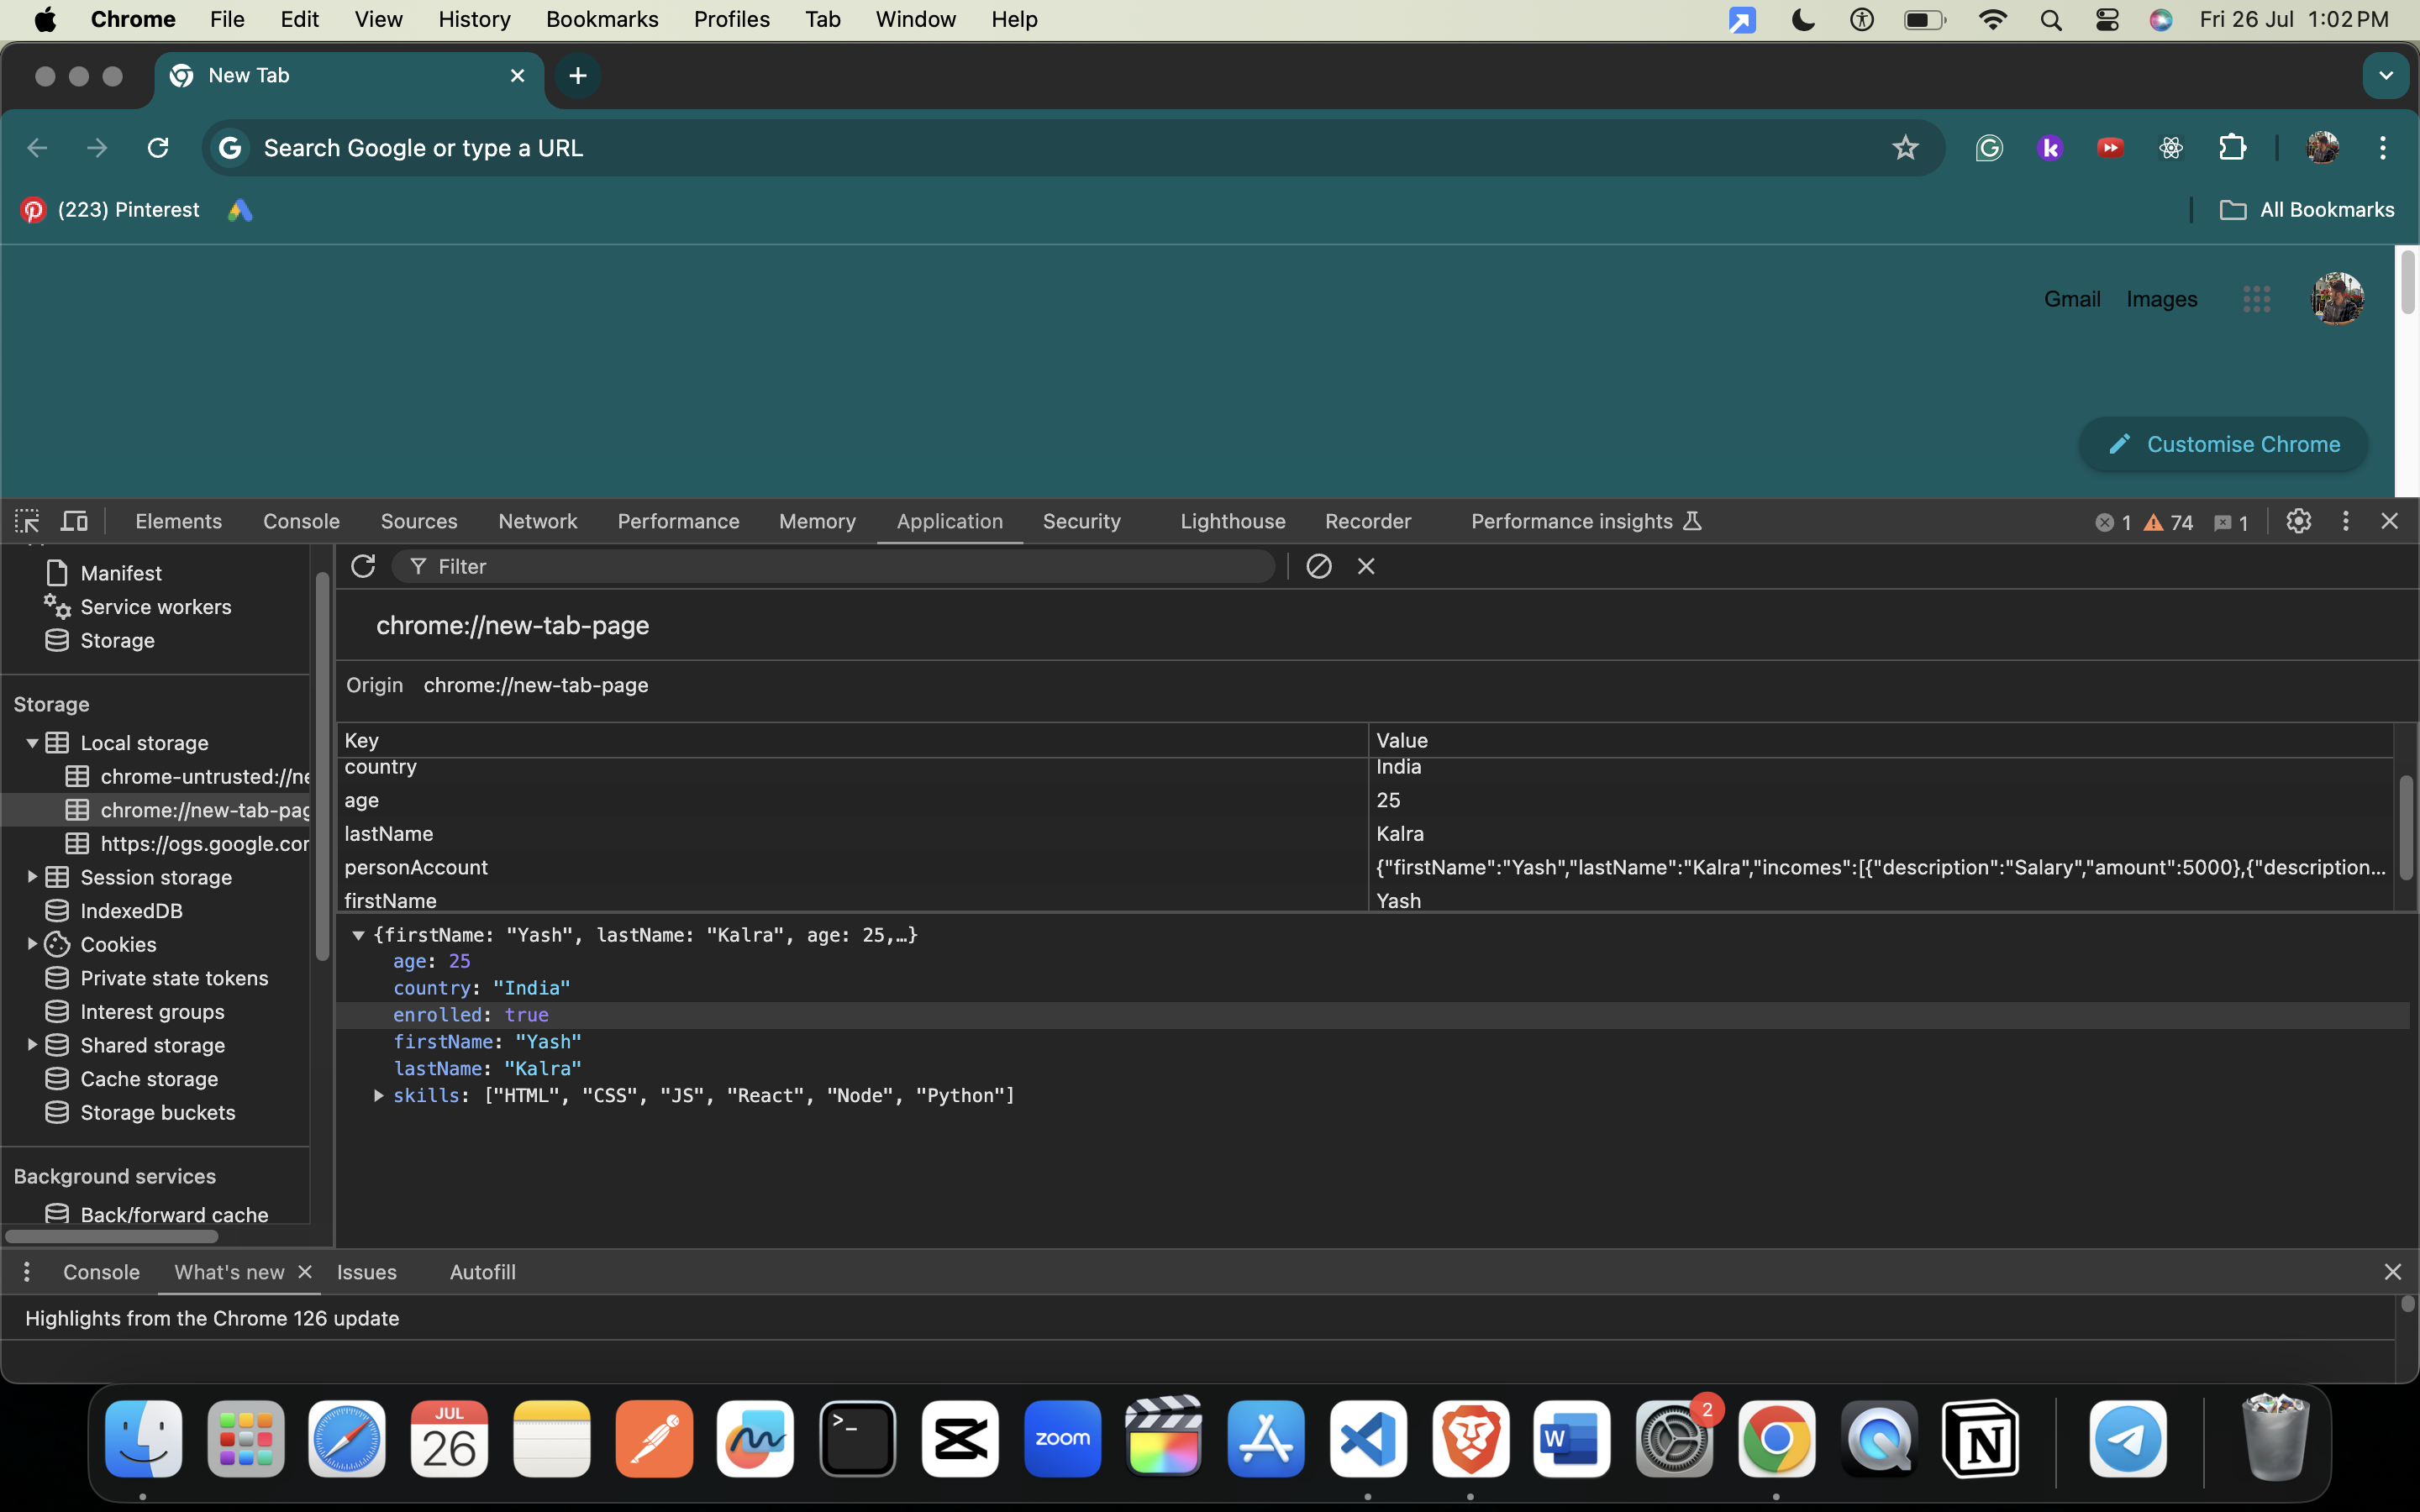 Chrome File Edit View History Bookmarks Profiles Tab Window Help Fri 26 Jul 1:02 PM
New Tab
Search Google or type a URL
(223) Pinterest All Bookmarks
Gmail Images
Customise Chrome
Elements Console Sources Network Performance Memory Application Security Lighthouse Recorder Performance insights 1 74 1
Filter
Manifest
Service workers
Storage
chrome://new-tab-page
Origin chrome://new-tab-page
Storage
Local storage
chrome-untrusted://ne
chrome://new-tab-pag
https://ogs.google.cor
Session storage
IndexedDB
Cookies
Private state tokens
Interest groups
Shared storage
Cache storage
Storage buckets
Background services
Back/forward cache
Key Value
country India
age 25
lastName Kalra
personAccount {"firstName":"Yash","lastName":"Kalra","incomes":[{"description":"Salary","amount":5000},{"description...
firstName Yash
{firstName: "Yash", lastName: "Kalra", age: 25,…}
age: 25
country: "India"
enrolled: true
firstName: "Yash"
lastName: "Kalra"
skills: ["HTML", "CSS", "JS", "React", "Node", "Python"]
Console What's new Issues Autofill
Highlights from the Chrome 126 update
JUL
26
>_
zoom
W
2
N